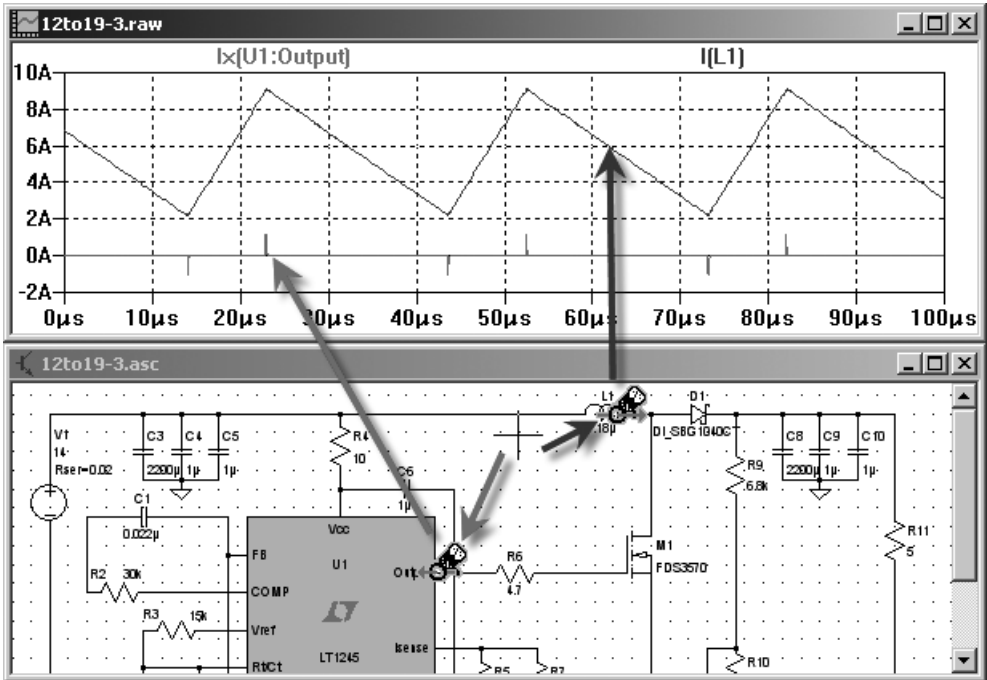 12to19-3.raw
Ix(U1:Output) I(L1)
10A
8A
6A
4A
2A
0A
-2A
0µs 10µs 20µs 30µs 40µs 50µs 60µs 70µs 80µs 90µs 100µs
12to19-3.asc
V1
14
Rser=0.02
C3 C4 C5
2200µ 1µ 1µ
C1
0.022µ
R2 30k
R3 15k
R4
10
C6
1µ
L1
18µ
D1
C8 C9 C10
2200µ 1µ 1µ
R9
6.8k
R11
5
Vcc
U1
FB
COMP
Vref
Rt/Ct
Out
Isense
LT1245
R6
4.7
M1
FDS3570
R5 R7
R10